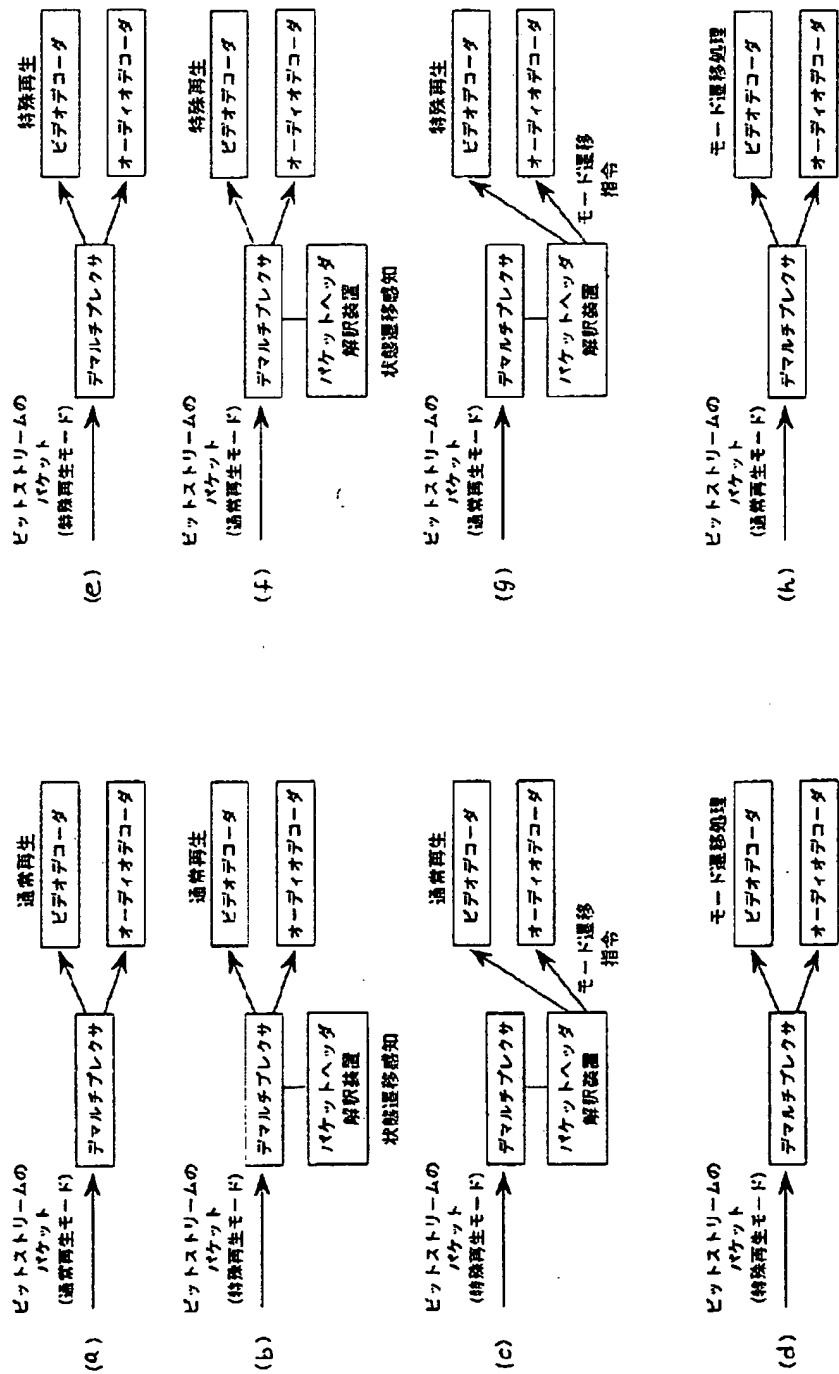 (a)
ビットストリームの
パケット
(通常再生モード)
デマルチプレクサ
通常再生
ビデオデコーダ
オーディオデコーダ
(b)
ビットストリームの
パケット
(特殊再生モード)
デマルチプレクサ
パケットヘッダ
解釈装置
状態遷移感知
通常再生
ビデオデコーダ
オーディオデコーダ
(c)
ビットストリームの
パケット
(特殊再生モード)
デマルチプレクサ
パケットヘッダ
解釈装置
モード遷移
指令
通常再生
ビデオデコーダ
オーディオデコーダ
(d)
ビットストリームの
パケット
(特殊再生モード)
デマルチプレクサ
モード遷移処理
ビデオデコーダ
オーディオデコーダ
(e)
ビットストリームの
パケット
(特殊再生モード)
デマルチプレクサ
特殊再生
ビデオデコーダ
オーディオデコーダ
(f)
ビットストリームの
パケット
(通常再生モード)
デマルチプレクサ
パケットヘッダ
解釈装置
状態遷移感知
特殊再生
ビデオデコーダ
オーディオデコーダ
(g)
ビットストリームの
パケット
(通常再生モード)
デマルチプレクサ
パケットヘッダ
解釈装置
モード遷移
指令
特殊再生
ビデオデコーダ
オーディオデコーダ
(h)
ビットストリームの
パケット
(通常再生モード)
デマルチプレクサ
モード遷移処理
ビデオデコーダ
オーディオデコーダ